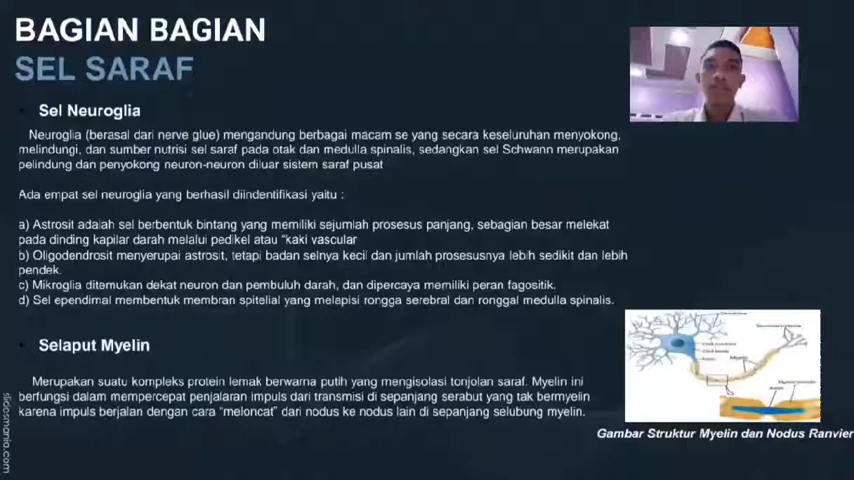 BAGIAN BAGIAN
SEL SARAF
Sel Neuroglia
Neuroglia (berasal dari nerve glue) mengandung berbagai macam se yang secara keseluruhan menyokong,
melindungi, dan sumber nutrisi sel saraf pada otak dan medulla spinalis, sedangkan sel Schwann merupakan
pelindung dan penyokong neuron-neuron diluar sistem saraf pusat
Ada empat sel neuroglia yang berhasil diindentifikasi yaitu :
a) Astrosit adalah sel berbentuk bintang yang memiliki sejumlah prosesus panjang, sebagian besar melekat
pada dinding kapilar darah melalui pedikel atau “kaki vascular
b) Oligodendrosit menyerupai astrosit, tetapi badan selnya kecil dan jumlah prosesusnya lebih sedikit dan lebih
pendek.
c) Mikroglia ditemukan dekat neuron dan pembuluh darah, dan dipercaya memiliki peran fagositik.
d) Sel ependimal membentuk membran spitelial yang melapisi rongga serebral dan ronggal medulla spinalis.
Selaput Myelin
Merupakan suatu kompleks protein lemak berwarna putih yang mengisolasi tonjolan saraf. Myelin ini
berfungsi dalam mempercepat penjalaran impuls dari transmisi di sepanjang serabut yang tak bermyelin
karena impuls berjalan dengan cara “meloncat” dari nodus ke nodus lain di sepanjang selubung myelin.
Gambar Struktur Myelin dan Nodus Ranvier
slidesmania.com